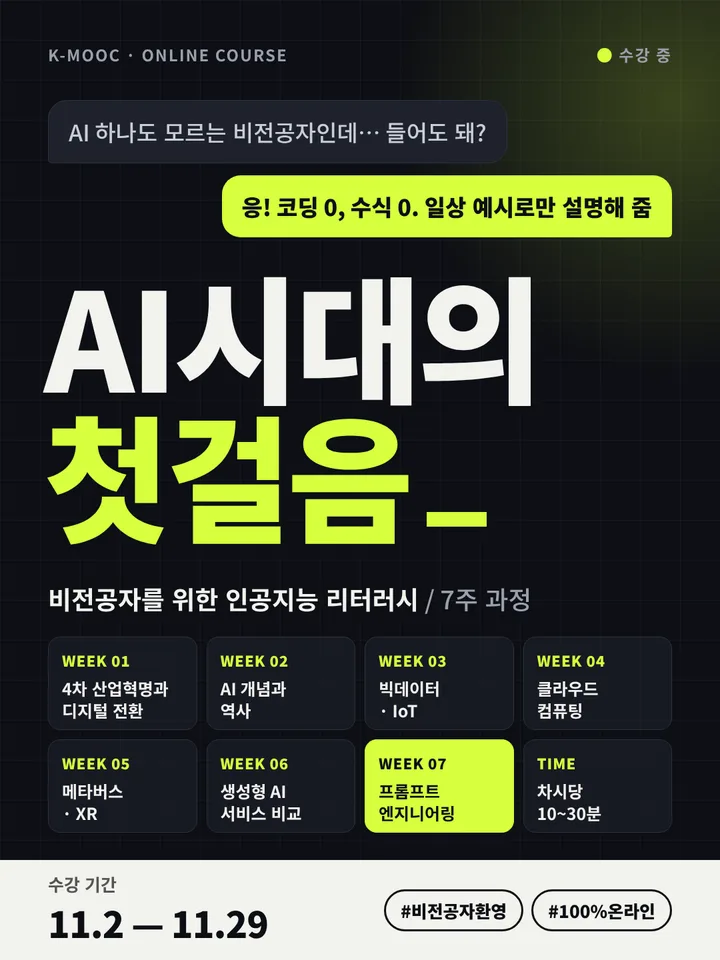 K-MOOC · ONLINE COURSE
수강 중
AI 하나도 모르는 비전공자인데… 들어도 돼?
응! 코딩 0, 수식 0. 일상 예시로만 설명해 줌
AI시대의
첫걸음_
비전공자를 위한 인공지능 리터러시 / 7주 과정
WEEK 01
4차 산업혁명과
디지털 전환
WEEK 02
AI 개념과
역사
WEEK 03
빅데이터
· IoT
WEEK 04
클라우드
컴퓨팅
WEEK 05
메타버스
· XR
WEEK 06
생성형 AI
서비스 비교
WEEK 07
프롬프트
엔지니어링
TIME
차시당
10~30분
수강 기간
11.2 — 11.29
#비전공자환영
#100%온라인